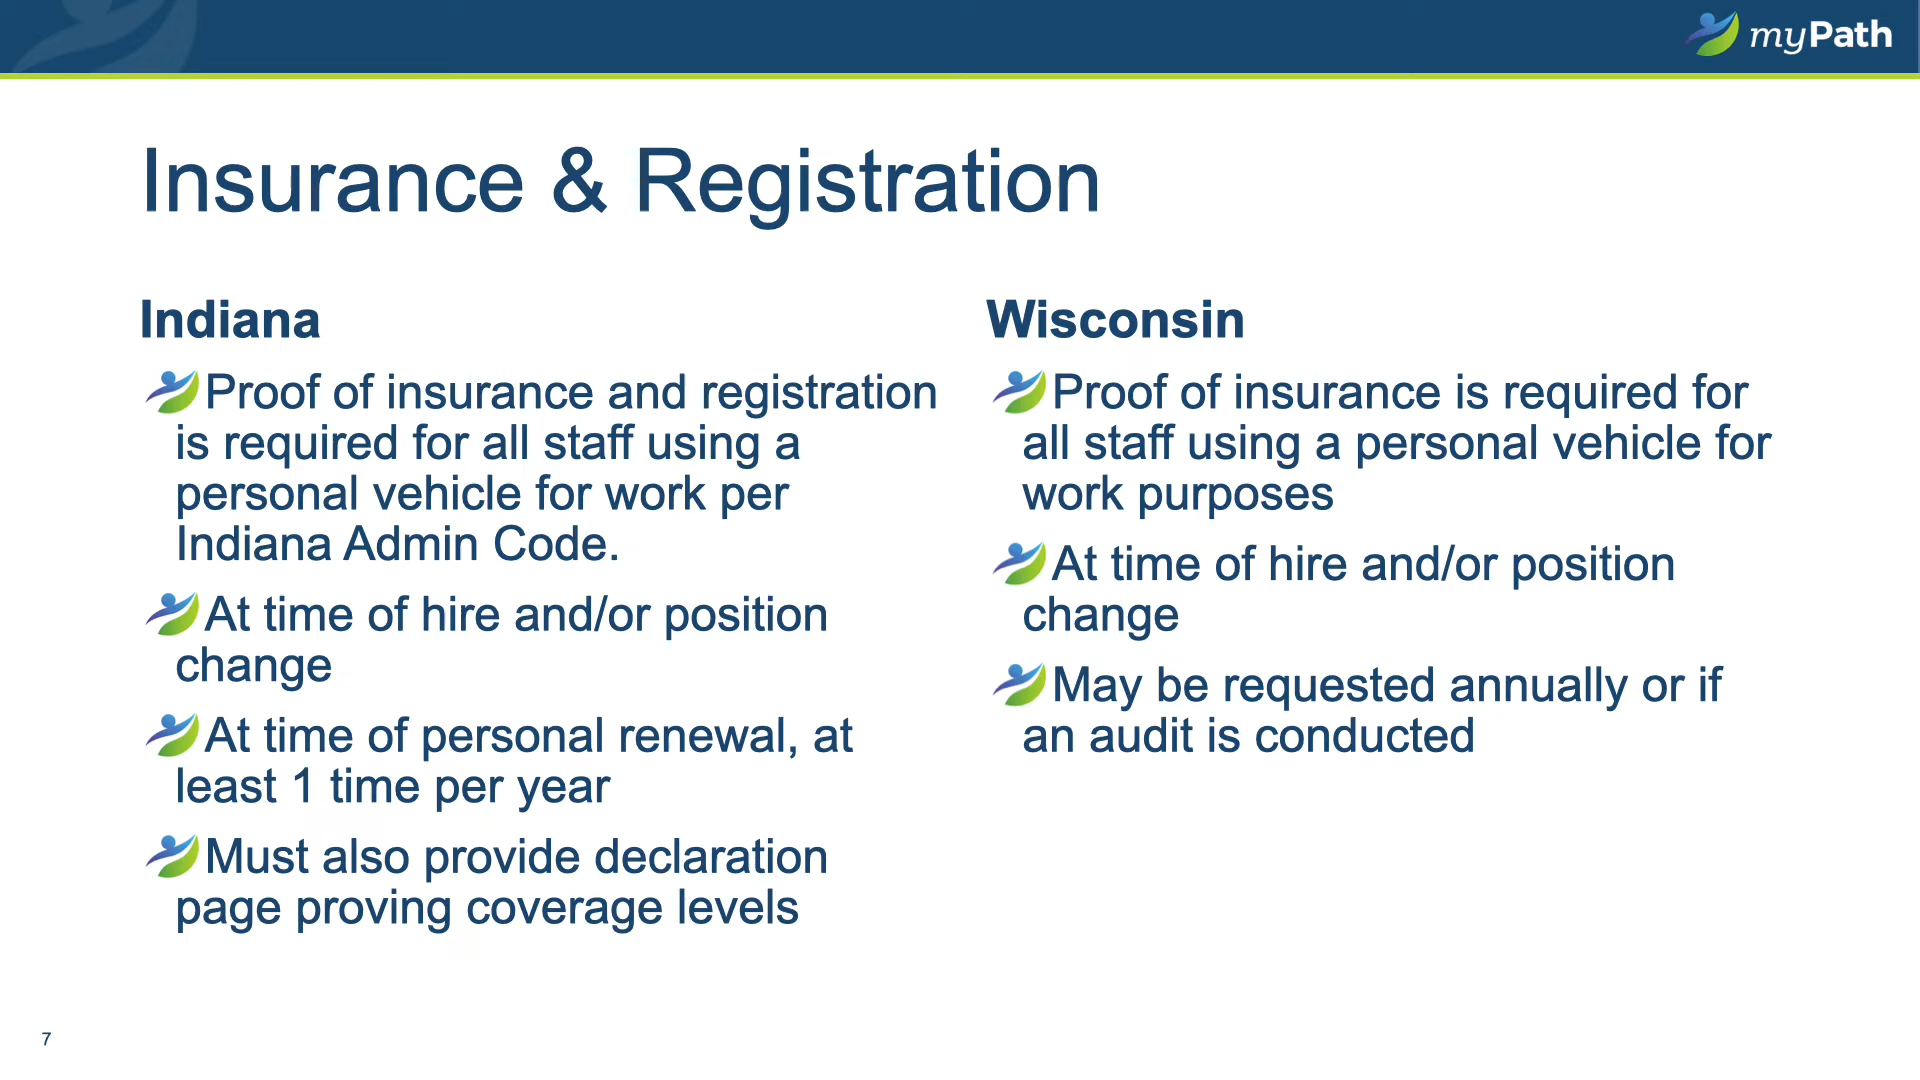 myPath
Insurance & Registration
Indiana
Proof of insurance and registration
is required for all staff using a
personal vehicle for work per
Indiana Admin Code.
At time of hire and/or position
change
At time of personal renewal, at
least 1 time per year
Must also provide declaration
page proving coverage levels
Wisconsin
Proof of insurance is required for
all staff using a personal vehicle for
work purposes
At time of hire and/or position
change
May be requested annually or if
an audit is conducted
7